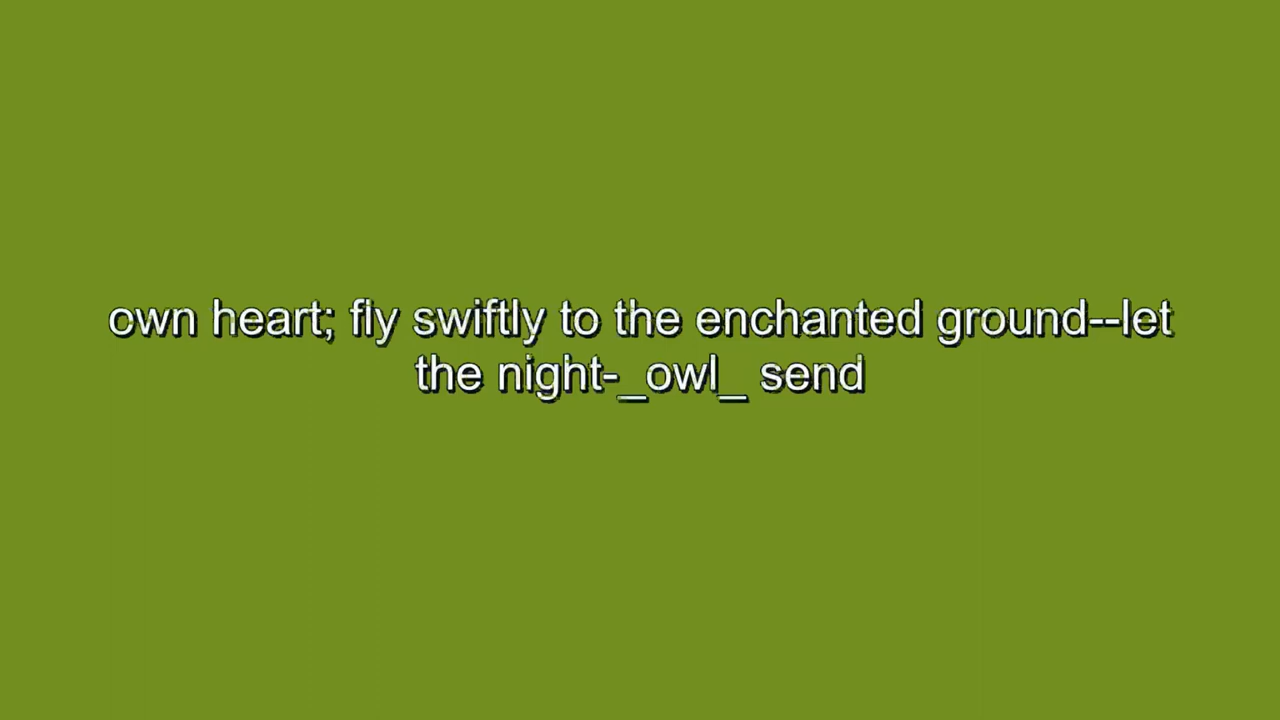 own heart; fly swiftly to the enchanted ground--let
the night-_owl_ send